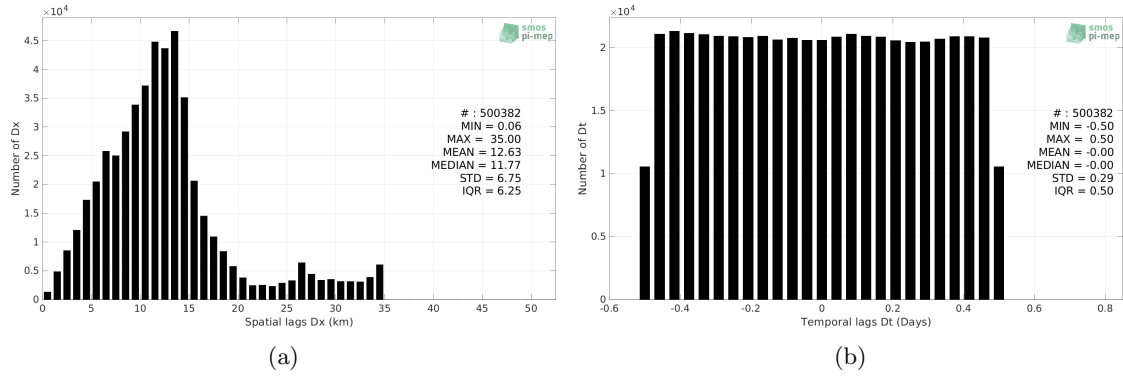 ×10⁴
smos
pi-mep
4.5
4
3.5
3
2.5
2
1.5
1
0.5
0
Number of Dx
# : 500382
MIN = 0.06
MAX = 35.00
MEAN = 12.63
MEDIAN = 11.77
STD = 6.75
IQR = 6.25
0 5 10 15 20 25 30 35 40 45 50
Spatial lags Dx (km)
(a)
×10⁴
smos
pi-mep
2
1.5
1
0.5
0
Number of Dt
# : 500382
MIN = -0.50
MAX = 0.50
MEAN = -0.00
MEDIAN = -0.00
STD = 0.29
IQR = 0.50
-0.6 -0.4 -0.2 0 0.2 0.4 0.6 0.8
Temporal lags Dt (Days)
(b)